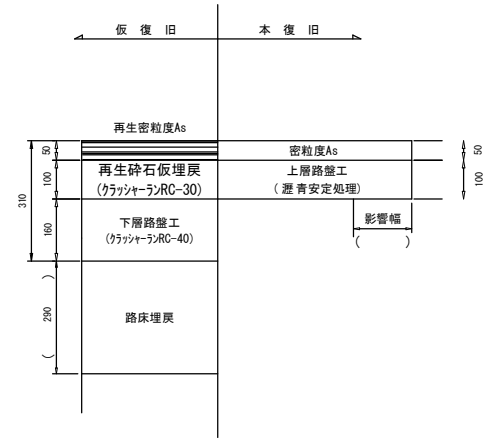 仮 復 旧
本 復 旧
再生密粒度As
50
密粒度As
50
310
100
再生砕石仮埋戻
(クラッシャーランRC-30)
上層路盤工
(瀝青安定処理)
100
160
下層路盤工
(クラッシャーランRC-40)
影響幅
( )
( 290 )
路床埋戻